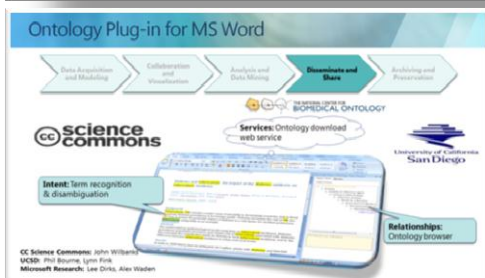 Ontology Plug-in for MS Word
Data Acquisition
and Modeling
Collaboration
and
Visualization
Analysis and
Data Mining
Disseminate and
Share
Archiving and
Preservation
THE NATIONAL CENTER FOR
BIOMEDICAL ONTOLOGY
cc science
commons
Services: Ontology download
web service
University of California
San Diego
Intent: Term recognition
& disambiguation
Relationships:
Ontology browser
CC Science Commons: John Wilbanks
UCSD: Phil Bourne, Lynn Fink
Microsoft Research: Lee Dirks, Alex Waden